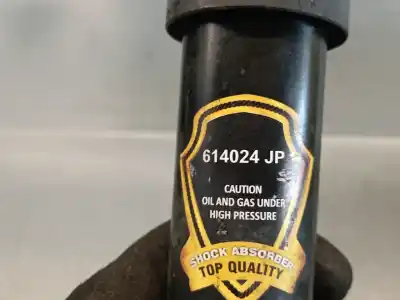 614024 JP
CAUTION
OIL AND GAS UNDER
HIGH PRESSURE
SHOCK ABSORBER
TOP QUALITY